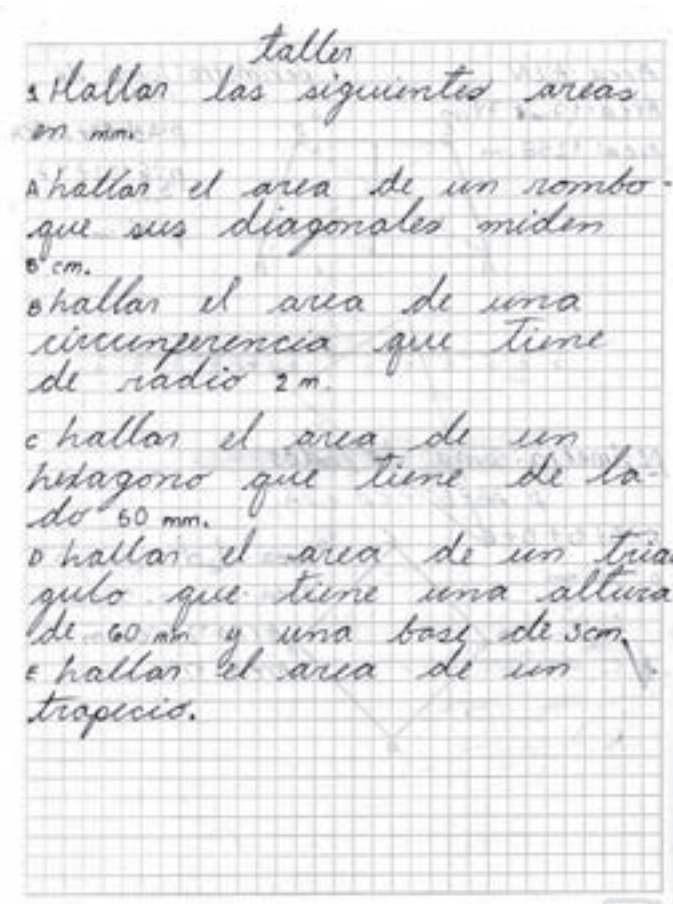 taller
1 Hallar las siguientes areas
en mm.
A hallar el area de un rombo
que sus diagonales miden
cm.
B hallar el area de una
circunferencia que tiene
de radio 2 m.
c hallar el area de un
hexagono que tiene de la-
do 50 mm.
D hallar el area de un tria
gulo que tiene una altura
de 60 mm y una base de 3cm,
E hallar el area de un
trapecio.